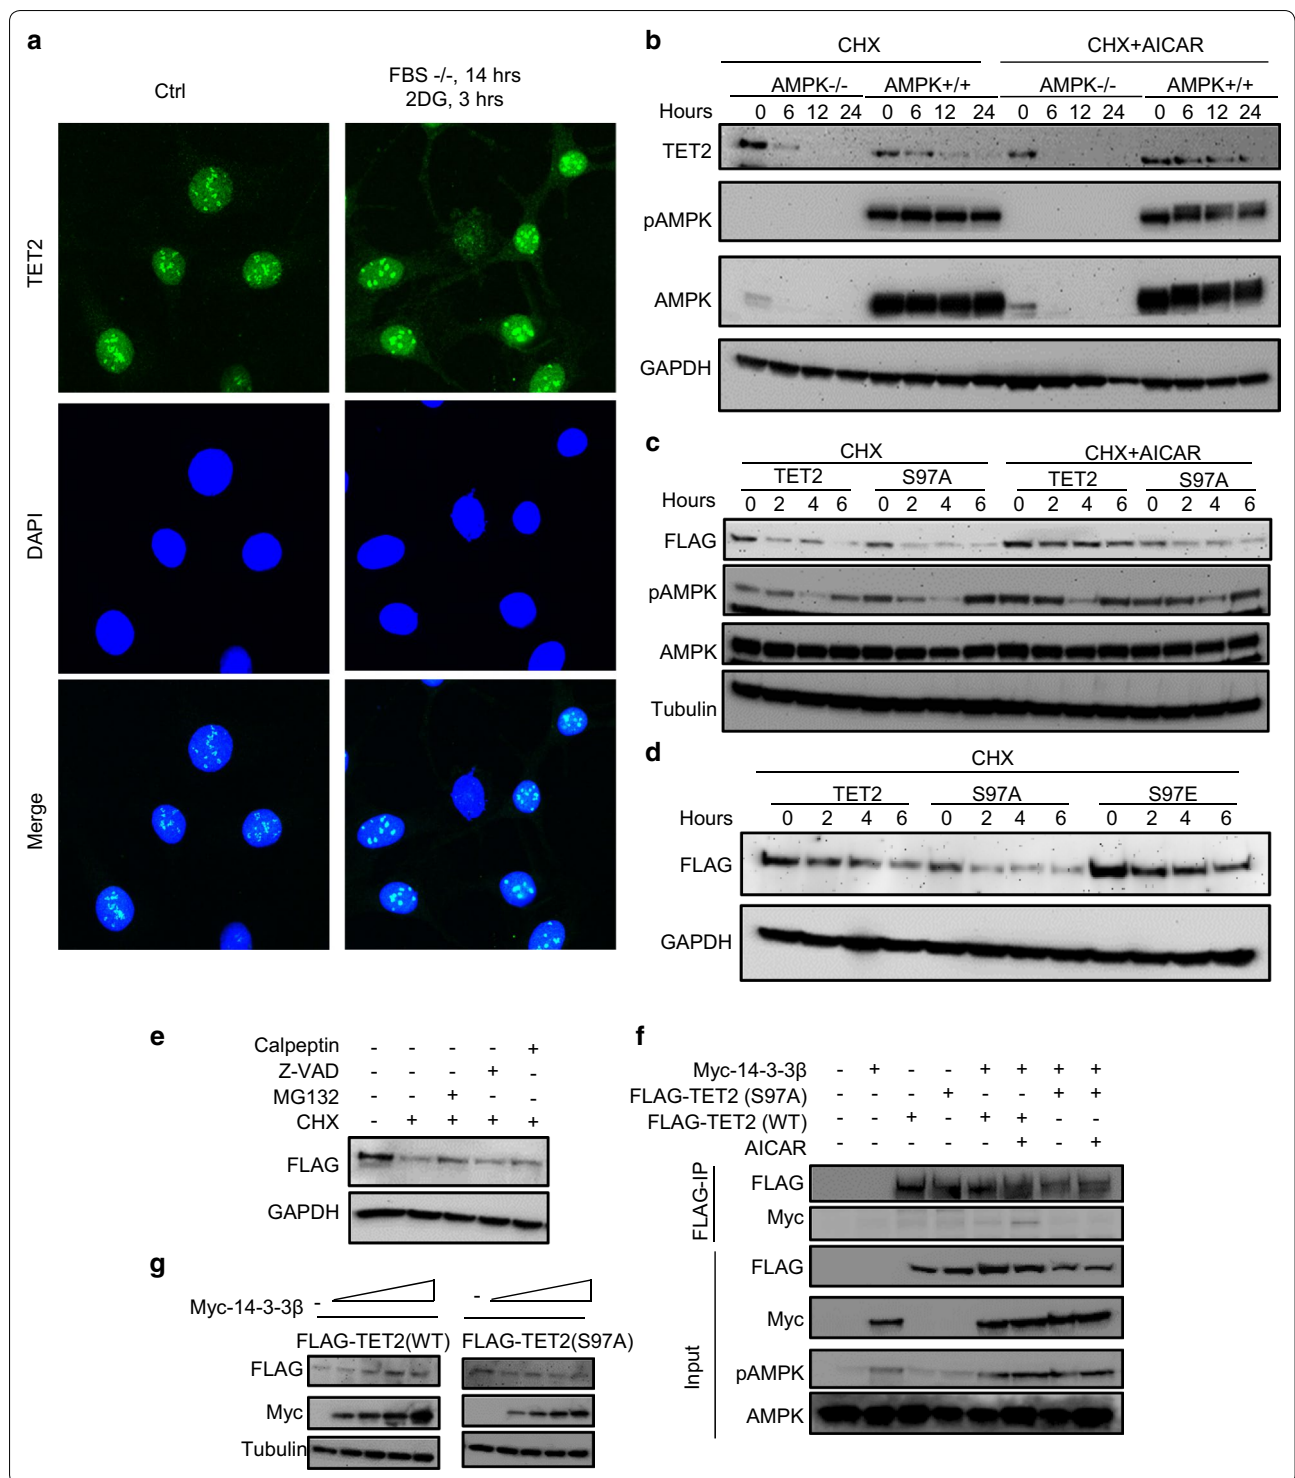 a
Ctrl
FBS -/-, 14 hrs
2DG, 3 hrs
TET2
DAPI
Merge
b
CHX CHX+AICAR
AMPK-/- AMPK+/+ AMPK-/- AMPK+/+
Hours 0 6 12 24 0 6 12 24 0 6 12 24 0 6 12 24
TET2
pAMPK
AMPK
GAPDH
c
CHX CHX+AICAR
TET2 S97A TET2 S97A
Hours 0 2 4 6 0 2 4 6 0 2 4 6 0 2 4 6
FLAG
pAMPK
AMPK
Tubulin
d
CHX
TET2 S97A S97E
Hours 0 2 4 6 0 2 4 6 0 2 4 6
FLAG
GAPDH
e
Calpeptin - - - - +
Z-VAD - - - + -
MG132 - - + - -
CHX - + + + +
FLAG
GAPDH
f
Myc-14-3-3β - + - - + + + +
FLAG-TET2 (S97A) - - - + - - + +
FLAG-TET2 (WT) - - + - + + - -
AICAR - - - - - + - +
FLAG-IP
FLAG
Myc
Input
FLAG
Myc
pAMPK
AMPK
g
Myc-14-3-3β - -
FLAG-TET2(WT) FLAG-TET2(S97A)
FLAG
Myc
Tubulin